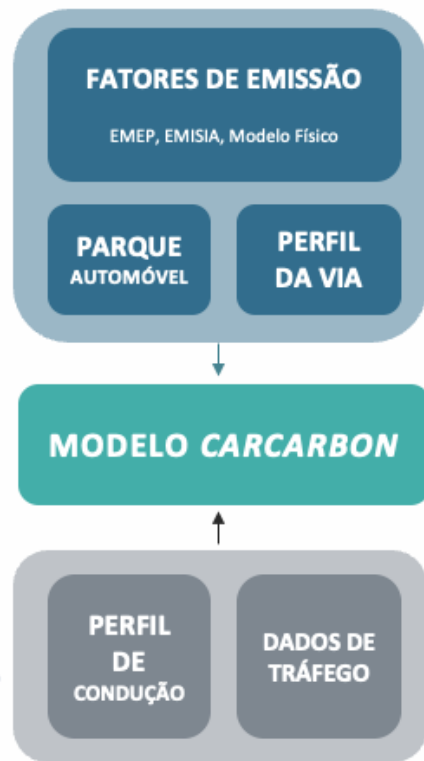 FATORES DE EMISSÃO
EMEP, EMISIA, Modelo Físico
PARQUE
AUTOMÓVEL
PERFIL
DA VIA
MODELO CARCARBON
PERFIL
DE
CONDUÇÃO
DADOS DE
TRÁFEGO